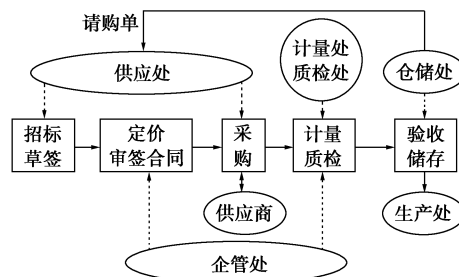 请购单
供应处
计量处
质检处
仓储处
招标
草签
定价
审签合同
采
购
计量
质检
验收
储存
供应商
生产处
企管处